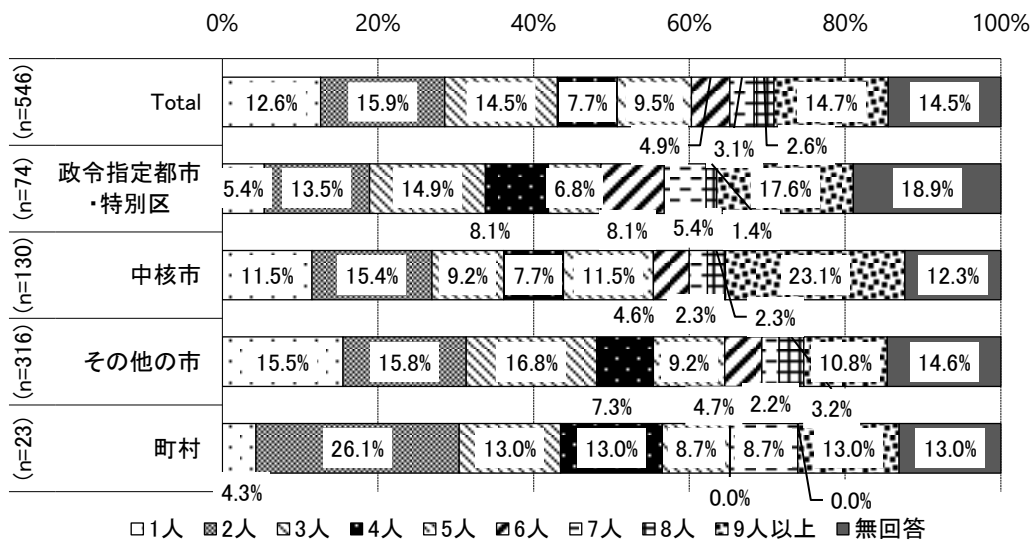 0% 20% 40% 60% 80% 100%
(n=546) Total 12.6% 15.9% 14.5% 7.7% 9.5% 14.7% 14.5%
4.9% 3.1% 2.6%
(n=74) 政令指定都市・特別区 5.4% 13.5% 14.9% 6.8% 17.6% 18.9%
8.1% 8.1% 5.4% 1.4%
(n=130) 中核市 11.5% 15.4% 9.2% 7.7% 11.5% 23.1% 12.3%
4.6% 2.3% 2.3%
(n=316) その他の市 15.5% 15.8% 16.8% 9.2% 10.8% 14.6%
7.3% 4.7% 2.2% 3.2%
(n=23) 町村 26.1% 13.0% 13.0% 8.7% 8.7% 13.0% 13.0%
4.3% 0.0% 0.0%
1人 2人 3人 4人 5人 6人 7人 8人 9人以上 無回答